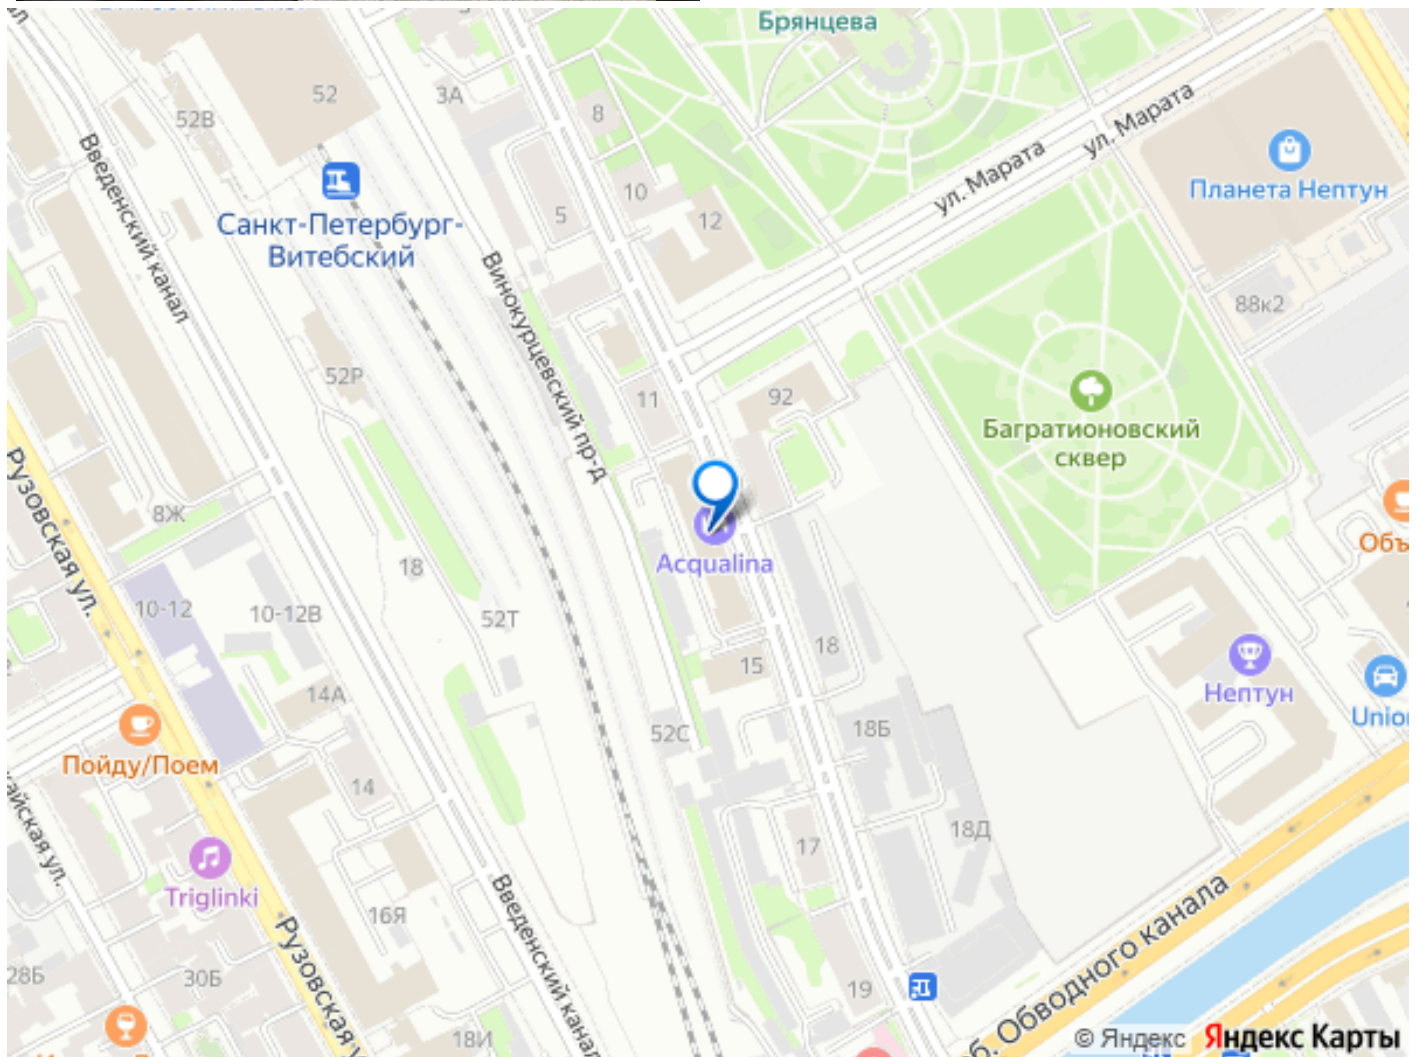 Брянцева
52
3А
52В
8
ул. Марата
ул. Марата
Введенский канал
Планета Нептун
10
Санкт-Петербург-
Витебский
5
12
Винокурцевский пр-д
88к2
52Р
11
92
Багратионовский
сквер
Рузовская ул.
8Ж
Acqualina
18
10-12
10-12В
52Т
18
15
Нептун
14А
52С
18Б
Пойду/Поем
14
18Д
17
Triglinki
Введенский канал
Рузовская
16Я
28Б
30Б
19
об. Обводного канала
18И
© Яндекс Яндекс Карты